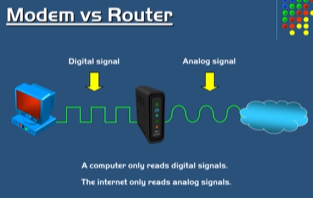 Modem vs Router
Digital signal
Analog signal
A computer only reads digital signals.
The internet only reads analog signals.